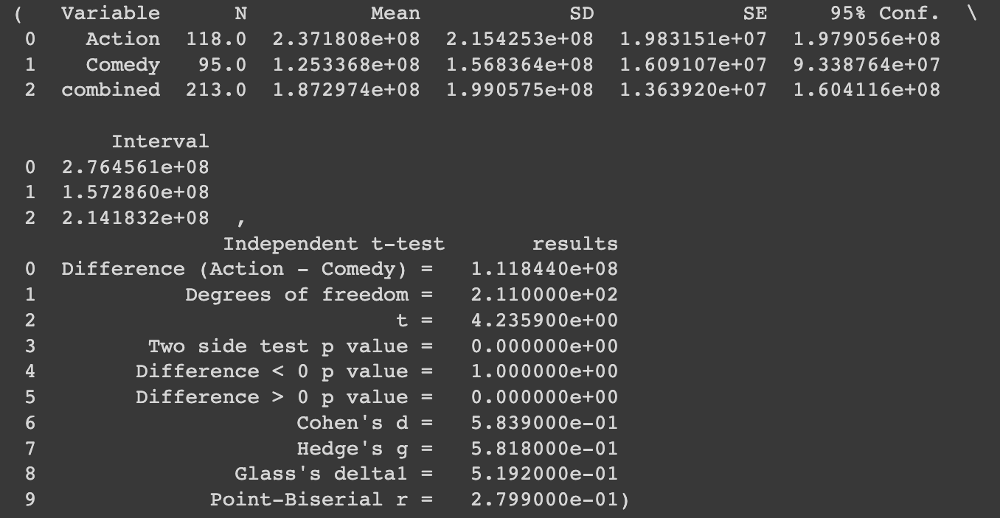 ( Variable N Mean SD SE 95% Conf. \
0 Action 118.0 2.371808e+08 2.154253e+08 1.983151e+07 1.979056e+08
1 Comedy 95.0 1.253368e+08 1.568364e+08 1.609107e+07 9.338764e+07
2 combined 213.0 1.872974e+08 1.990575e+08 1.363920e+07 1.604116e+08
Interval
0 2.764561e+08
1 1.572860e+08
2 2.141832e+08 ,
Independent t-test results
0 Difference (Action - Comedy) = 1.118440e+08
1 Degrees of freedom = 2.110000e+02
2 t = 4.235900e+00
3 Two side test p value = 0.000000e+00
4 Difference < 0 p value = 1.000000e+00
5 Difference > 0 p value = 0.000000e+00
6 Cohen's d = 5.839000e-01
7 Hedge's g = 5.818000e-01
8 Glass's delta1 = 5.192000e-01
9 Point-Biserial r = 2.799000e-01)